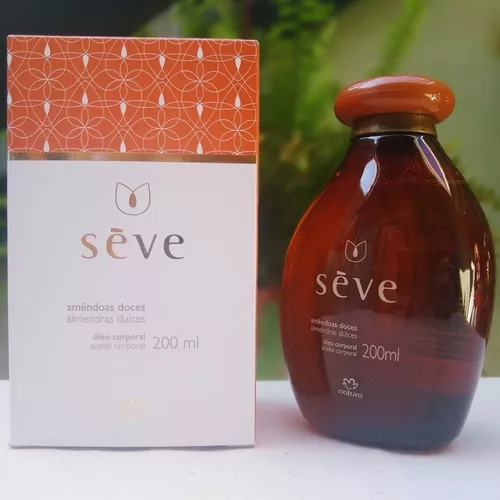 sēve
amêndoas doces
almendras dulces
óleo corporal
aceite corporal 200 ml
sēve
amêndoas doces
almendras dulces
óleo corporal
aceite corporal 200ml
natura